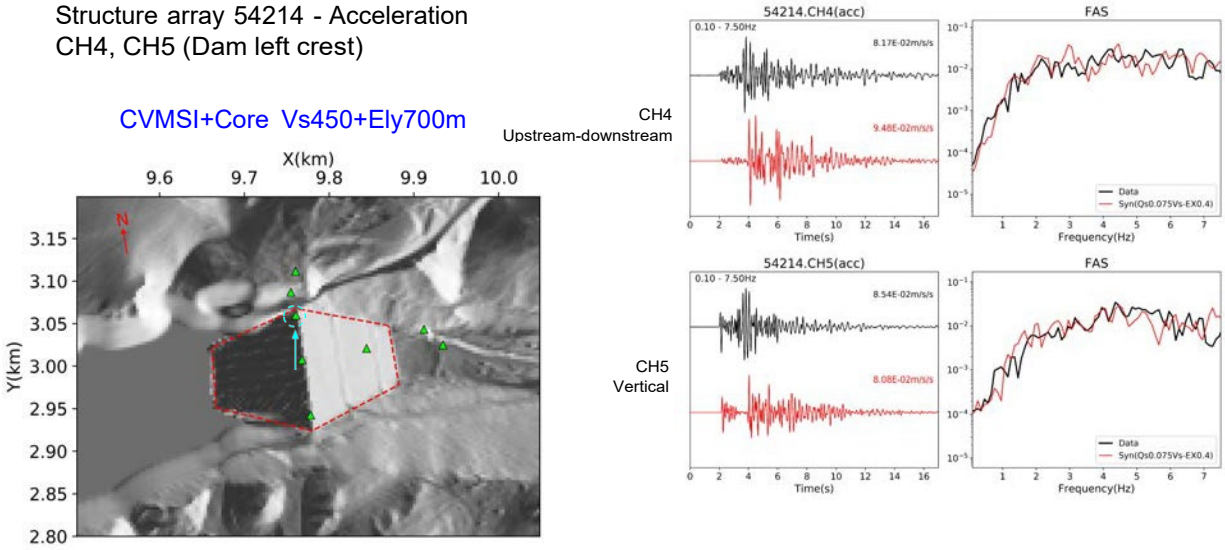 Structure array 54214 - Acceleration
CH4, CH5 (Dam left crest)
CVMSI+Core Vs450+Ely700m
X(km)
9.6 9.7 9.8 9.9 10.0
N
Y(km)
3.15
3.10
3.05
3.00
2.95
2.90
2.85
2.80
CH4
Upstream-downstream
54214.CH4(acc)
0.10 - 7.50Hz
8.17E-02m/s/s
9.48E-02m/s/s
0 2 4 6 8 10 12 14 16
Time(s)
FAS
10⁻¹
10⁻²
10⁻³
10⁻⁴
10⁻⁵
Data
Syn(Qs0.075Vs-EX0.4)
1 2 3 4 5 6 7
Frequency(Hz)
CH5
Vertical
54214.CH5(acc)
0.10 - 7.50Hz
8.54E-02m/s/s
8.08E-02m/s/s
0 2 4 6 8 10 12 14 16
Time(s)
FAS
10⁻¹
10⁻²
10⁻³
10⁻⁴
10⁻⁵
Data
Syn(Qs0.075Vs-EX0.4)
1 2 3 4 5 6 7
Frequency(Hz)